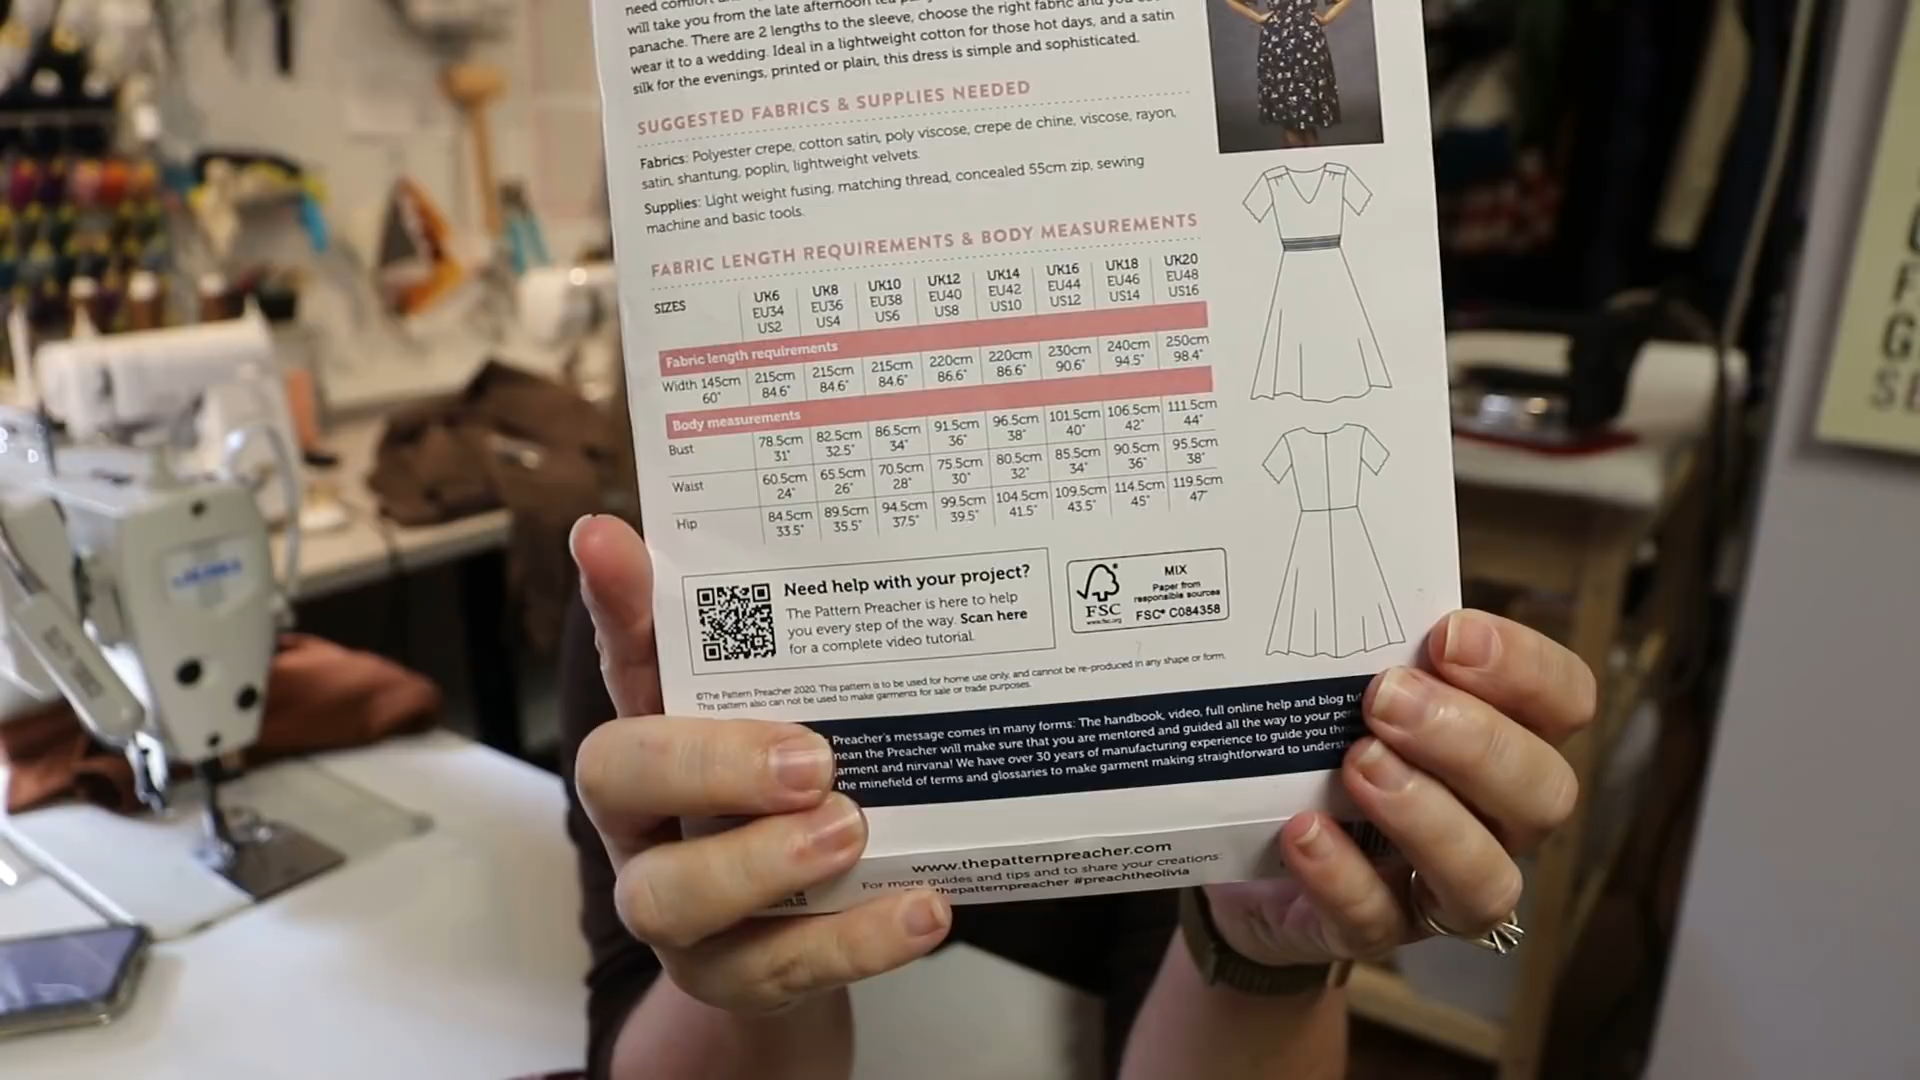 need comfort
will take you from the late afternoon
panache. There are 2 lengths to the sleeve, choose the right fabric and you
wear it to a wedding. Ideal in a lightweight cotton for those hot days, and a satin
silk for the evenings, printed or plain, this dress is simple and sophisticated.
SUGGESTED FABRICS & SUPPLIES NEEDED
Fabrics: Polyester crepe, cotton satin, poly viscose, crepe de chine, viscose, rayon,
satin, shantung, poplin, lightweight velvets.
Supplies: Light weight fusing, matching thread, concealed 55cm zip, sewing
machine and basic tools.
FABRIC LENGTH REQUIREMENTS & BODY MEASUREMENTS
SIZES UK6 UK8 UK10 UK12 UK14 UK16 UK18 UK20
EU34 EU36 EU38 EU40 EU42 EU44 EU46 EU48
US2 US4 US6 US8 US10 US12 US14 US16
Fabric length requirements
Width 145cm 215cm 215cm 215cm 220cm 220cm 230cm 240cm 250cm
60" 84.6" 84.6" 84.6" 86.6" 86.6" 90.6" 94.5" 98.4"
Body measurements
Bust 78.5cm 82.5cm 86.5cm 91.5cm 96.5cm 101.5cm 106.5cm 111.5cm
31" 32.5" 34" 36" 38" 40" 42" 44"
Waist 60.5cm 65.5cm 70.5cm 75.5cm 80.5cm 85.5cm 90.5cm 95.5cm
24" 26" 28" 30" 32" 34" 36" 38"
Hip 84.5cm 89.5cm 94.5cm 99.5cm 104.5cm 109.5cm 114.5cm 119.5cm
33.5" 35.5" 37.5" 39.5" 41.5" 43.5" 45" 47"
Need help with your project?
The Pattern Preacher is here to help
you every step of the way. Scan here
for a complete video tutorial.
FSC
www.fsc.org
MIX
Paper from
responsible sources
FSC® C084358
©The Pattern Preacher 2020. This pattern is to be used for home use only, and cannot be re-produced in any shape or form.
This pattern also can not be used to make garments for sale or trade purposes.
Preacher's message comes in many forms: The handbook, video, full online help and blog
mean the Preacher will make sure that you are mentored and guided all the way to your
garment and nirvana! We have over 30 years of manufacturing experience to guide you
the minefield of terms and glossaries to make garment making straightforward to
www.thepatternpreacher.com
For more guides and tips and to share your creations:
thepatternpreacher #preachtheolivia